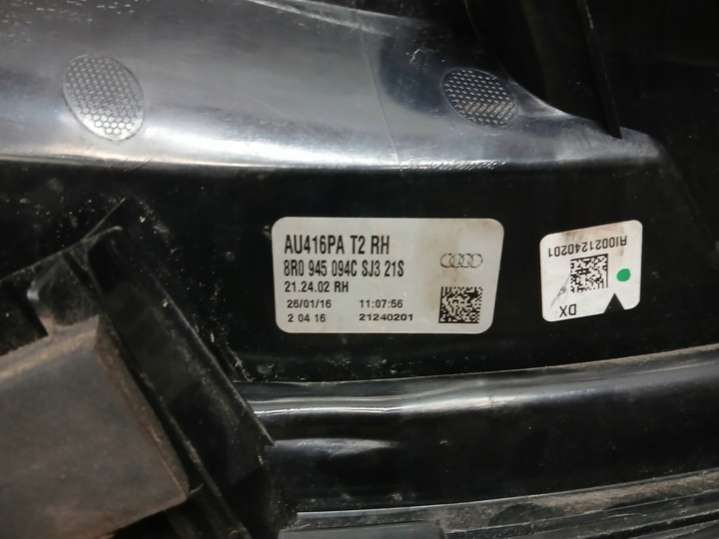 AU416PA T2 RH
8R0 945 094C SJ3 21S
21.24.02 RH
26/01/16 11:07:56
2 04 16 21240201
AI0021240201
DX